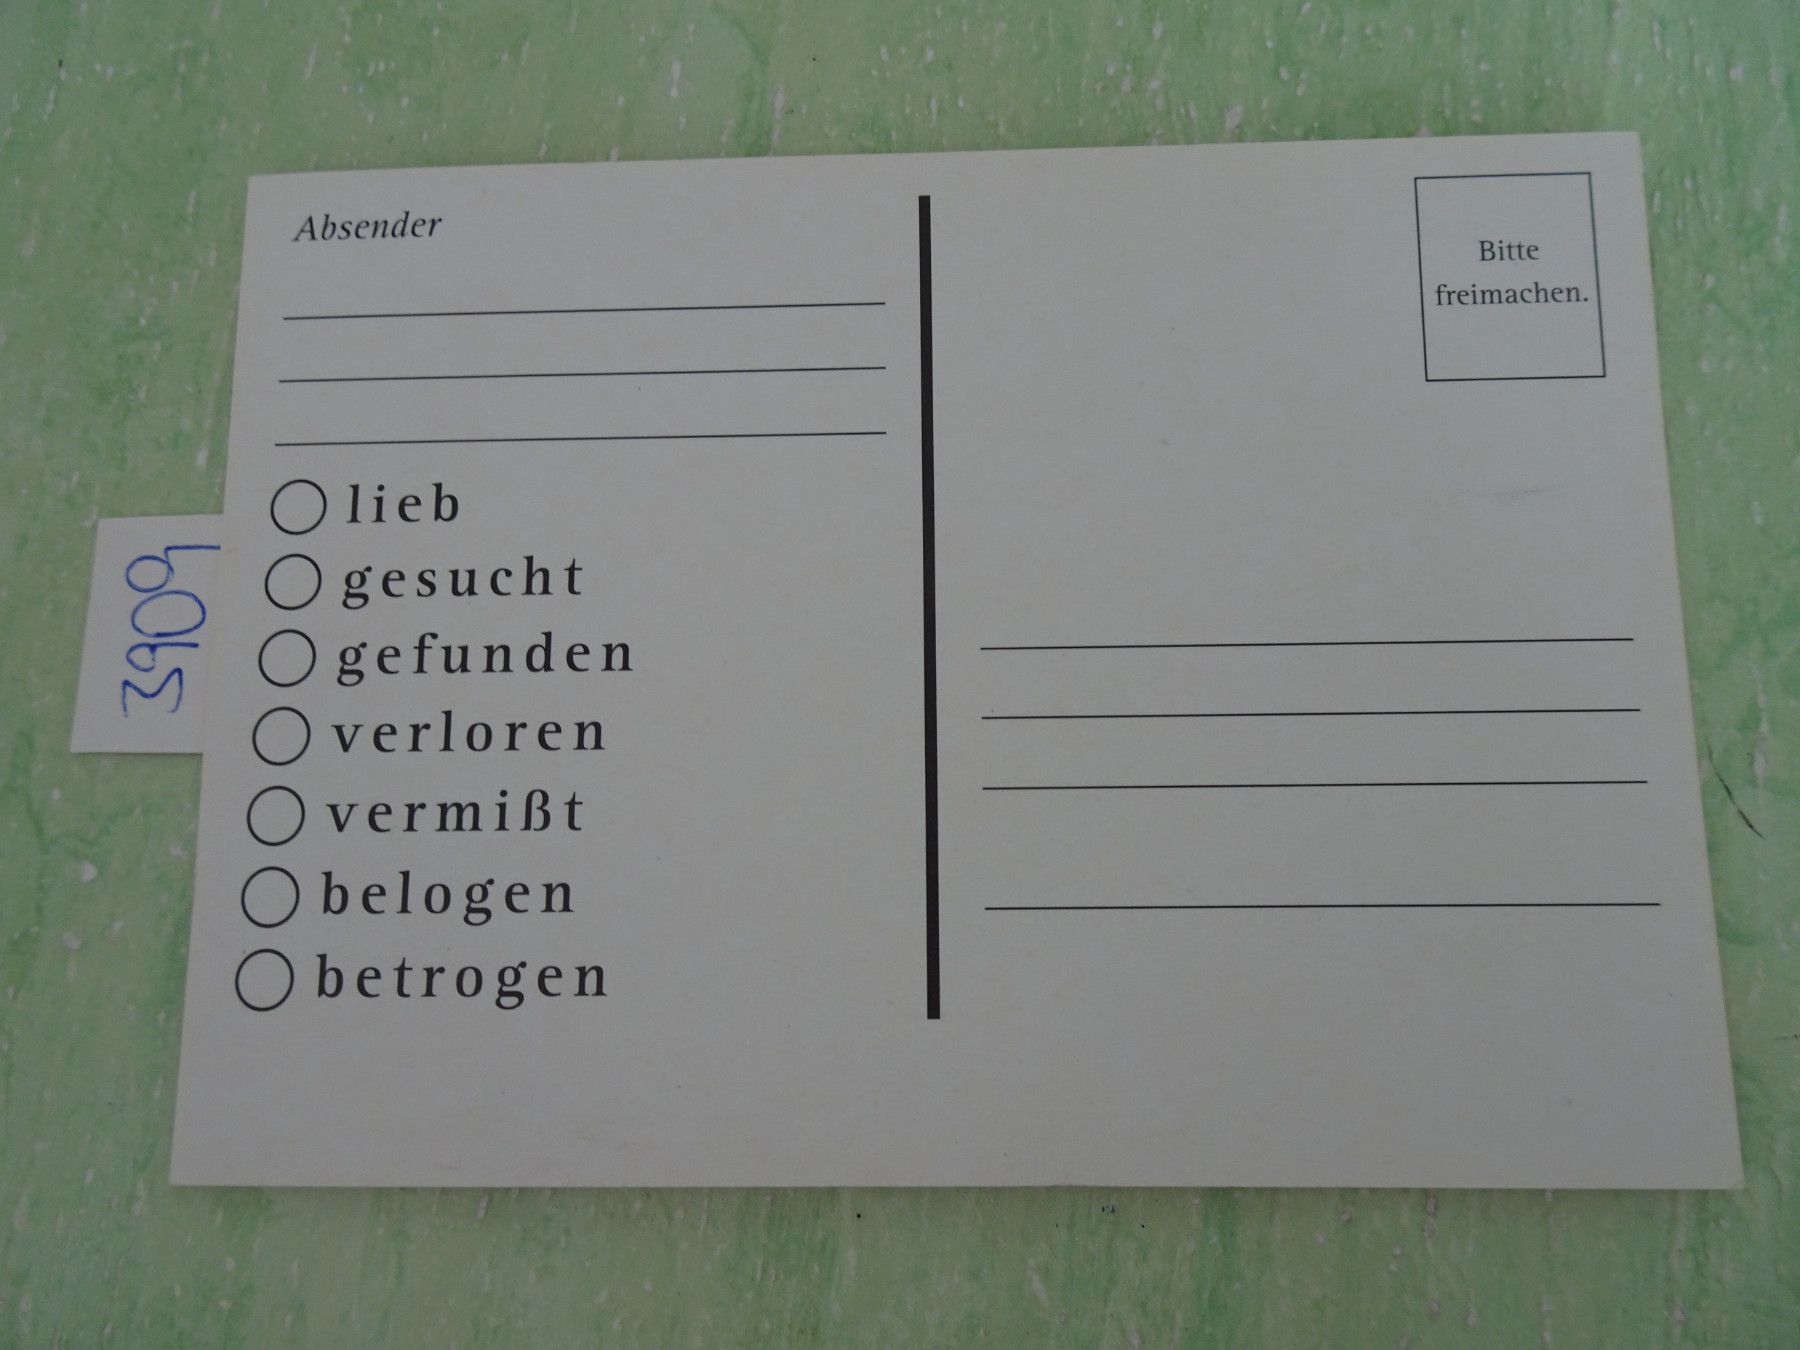 Absender
lieb
gesucht
gefunden
verloren
vermißt
belogen
betrogen
Bitte
freimachen.
3909